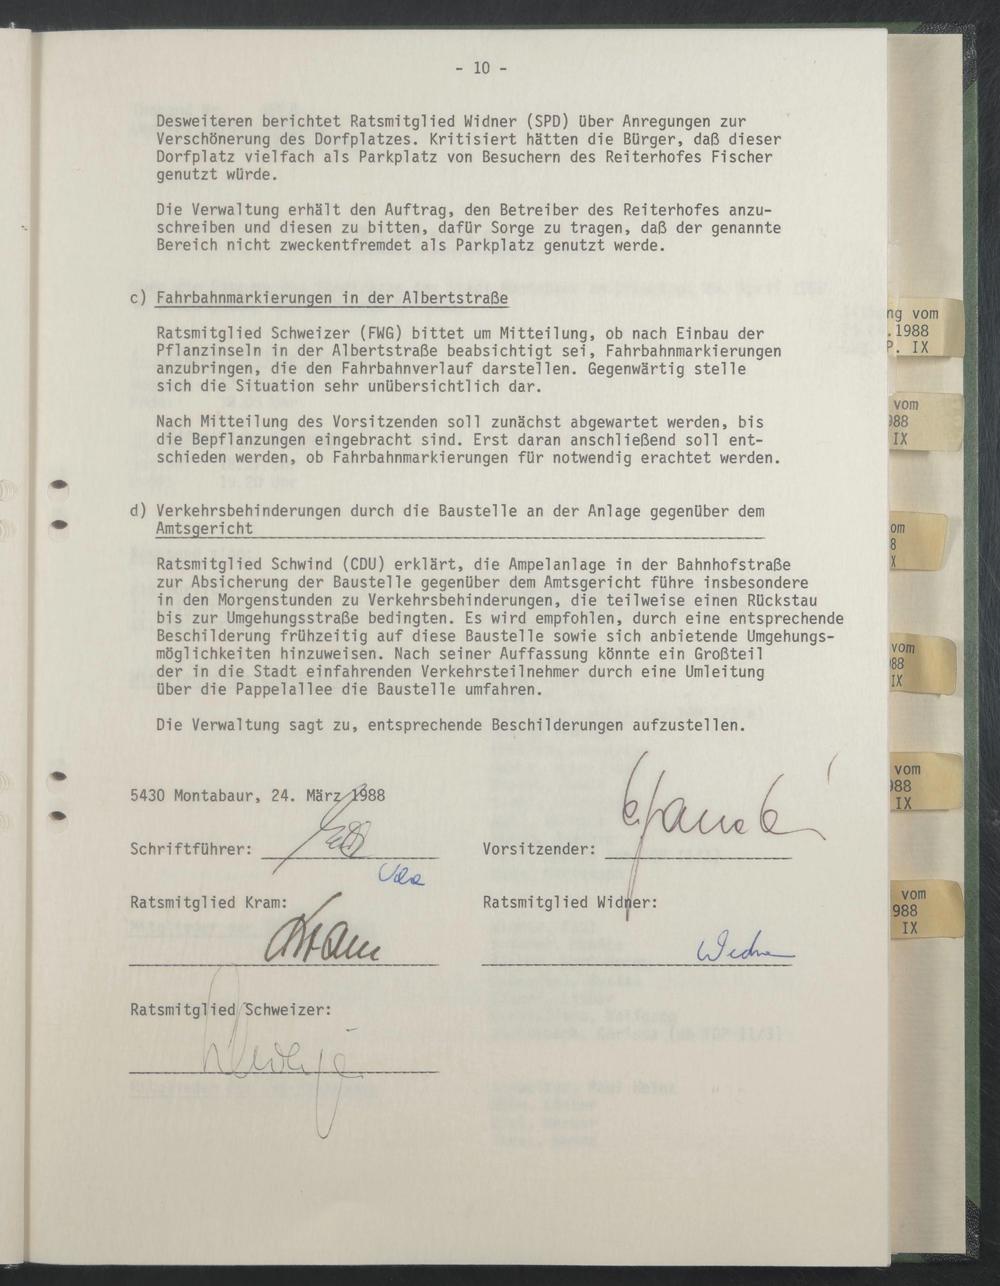 - 10 -
Desweiteren berichtet Ratsmitglied Widner (SPD) über Anregungen zur
Verschönerung des Dorfplatzes. Kritisiert hätten die Bürger, daß dieser
Dorfplatz vielfach als Parkplatz von Besuchern des Reiterhofes Fischer
genutzt würde.
Die Verwaltung erhält den Auftrag, den Betreiber des Reiterhofes anzu-
schreiben und diesen zu bitten, dafür Sorge zu tragen, daß der genannte
Bereich nicht zweckentfremdet als Parkplatz genutzt werde.
c) Fahrbahnmarkierungen in der Albertstraße
Ratsmitglied Schweizer (FWG) bittet um Mitteilung, ob nach Einbau der
Pflanzinseln in der Albertstraße beabsichtigt sei, Fahrbahnmarkierungen
anzubringen, die den Fahrbahnverlauf darstellen. Gegenwärtig stelle
sich die Situation sehr unübersichtlich dar.
Nach Mitteilung des Vorsitzenden soll zunächst abgewartet werden, bis
die Bepflanzungen eingebracht sind. Erst daran anschließend soll ent-
schieden werden, ob Fahrbahnmarkierungen für notwendig erachtet werden.
d) Verkehrsbehinderungen durch die Baustelle an der Anlage gegenüber dem
Amtsgericht
Ratsmitglied Schwind (CDU) erklärt, die Ampelanlage in der Bahnhofstraße
zur Absicherung der Baustelle gegenüber dem Amtsgericht führe insbesondere
in den Morgenstunden zu Verkehrsbehinderungen, die teilweise einen Rückstau
bis zur Umgehungsstraße bedingten. Es wird empfohlen, durch eine entsprechende
Beschilderung frühzeitig auf diese Baustelle sowie sich anbietende Umgehungs-
möglichkeiten hinzuweisen. Nach seiner Auffassung könnte ein Großteil
der in die Stadt einfahrenden Verkehrsteilnehmer durch eine Umleitung
über die Pappelallee die Baustelle umfahren.
Die Verwaltung sagt zu, entsprechende Beschilderungen aufzustellen.
5430 Montabaur, 24. März 1988
Schriftführer: Vorsitzender:
Ratsmitglied Kram: Ratsmitglied Widner:
Kram Widner
Ratsmitglied Schweizer:
ng vom
.1988
P. IX
vom
988
IX
om
8
X
vom
88
IX
vom
988
IX
vom
988
IX